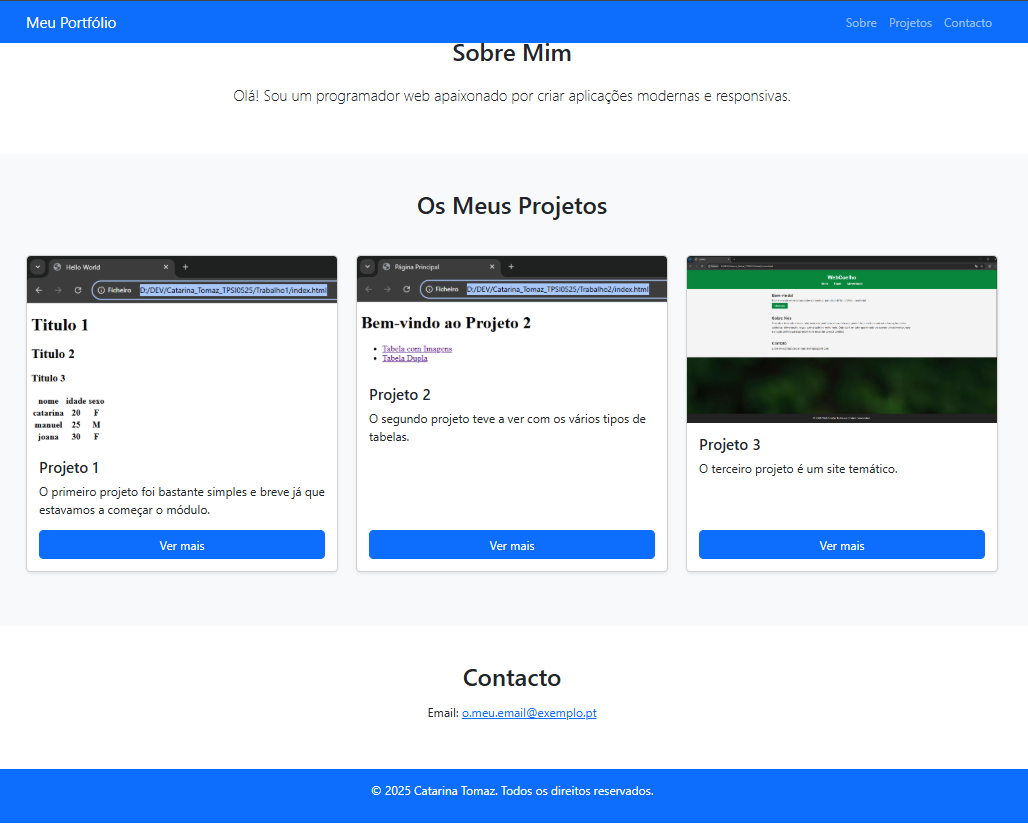 Meu Portfólio
Sobre Projetos Contacto
Sobre Mim
Olá! Sou um programador web apaixonado por criar aplicações modernas e responsivas.
Os Meus Projetos
Hello World
Ficheiro D:/DEV/Catarina_Tomaz_TPSI0525/Trabalho1/index.html
Titulo 1
Titulo 2
Titulo 3
nome idade sexo
catarina 20 F
manuel 25 M
joana 30 F
Projeto 1
O primeiro projeto foi bastante simples e breve já que
estavamos a começar o módulo.
Ver mais
Página Principal
Ficheiro D:/DEV/Catarina_Tomaz_TPSI0525/Trabalho2/index.html
Bem-vindo ao Projeto 2
Tabela com Imagens
Tabela Dupla
Projeto 2
O segundo projeto teve a ver com os vários tipos de
tabelas.
Ver mais
WebCoelho
Projeto 3
O terceiro projeto é um site temático.
Ver mais
Contacto
Email: o.meu.email@exemplo.pt
© 2025 Catarina Tomaz. Todos os direitos reservados.